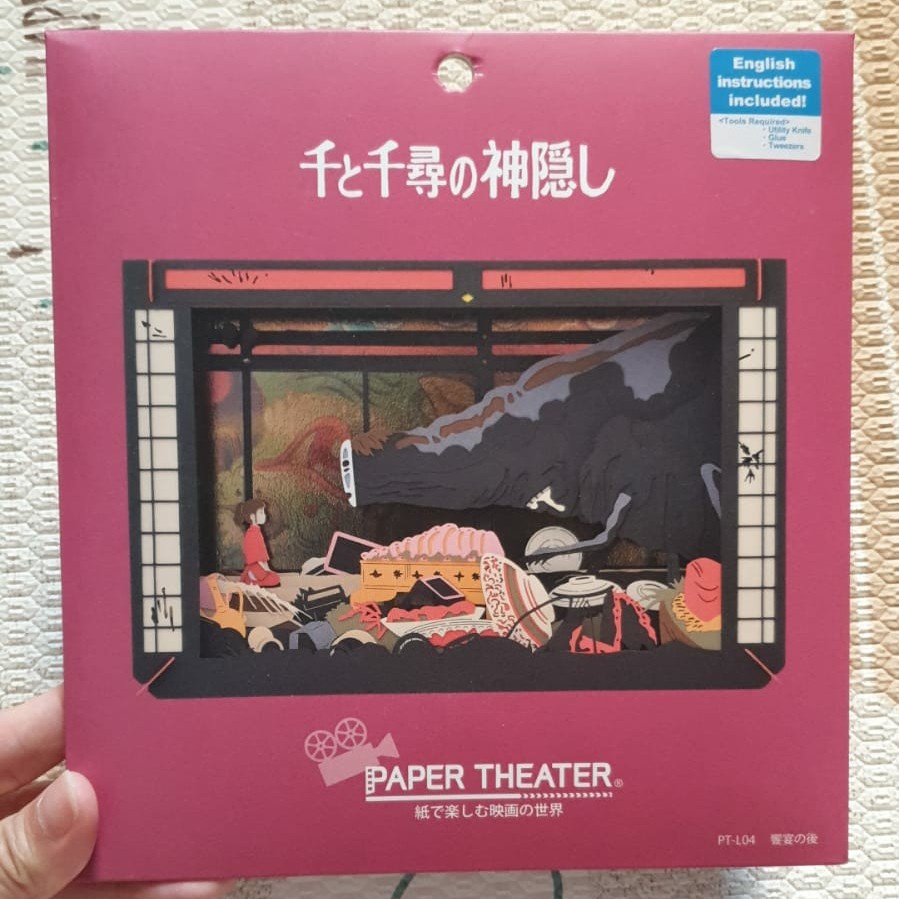 English
instructions
included!
<Tools Required>
・Utility Knife
・Glue
・Tweezers
千と千尋の神隠し
PAPER THEATER®
紙で楽しむ映画の世界
PT-L04 饗宴の後